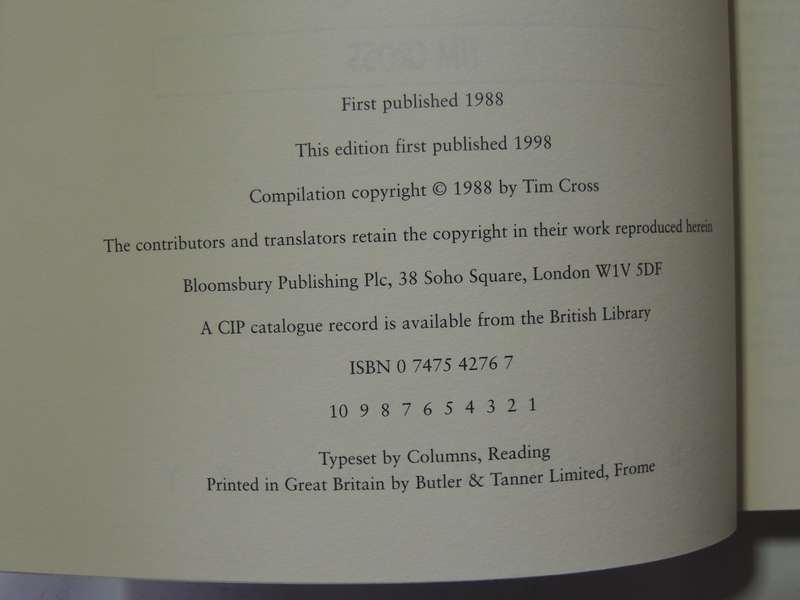 First published 1988
This edition first published 1998
Compilation copyright © 1988 by Tim Cross
The contributors and translators retain the copyright in their work reproduced herein
Bloomsbury Publishing Plc, 38 Soho Square, London W1V 5DF
A CIP catalogue record is available from the British Library
ISBN 0 7475 4276 7
10 9 8 7 6 5 4 3 2 1
Typeset by Columns, Reading
Printed in Great Britain by Butler & Tanner Limited, Frome